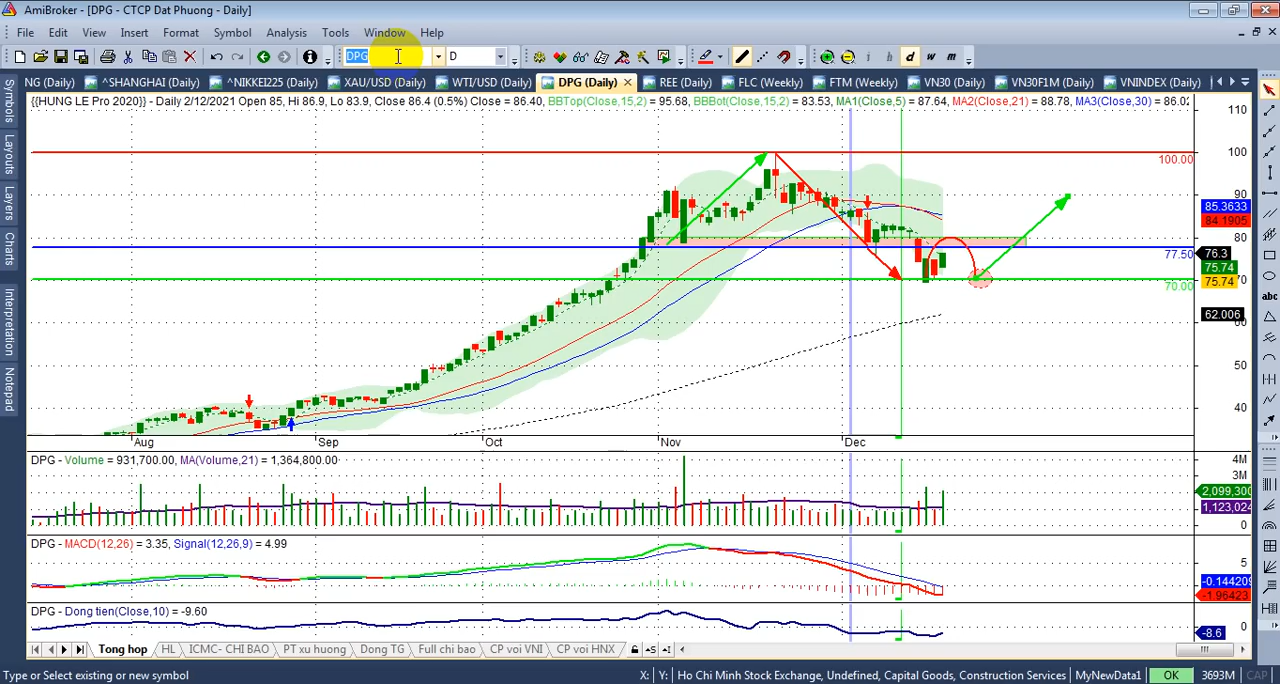 AmiBroker - [DPG - CTCP Dat Phuong - Daily]
File Edit View Insert Format Symbol Analysis Tools Window Help
DPG D i h d w m
NG (Daily) ^SHANGHAI (Daily) ^NIKKEI225 (Daily) XAU/USD (Daily) WTI/USD (Daily) DPG (Daily) REE (Daily) FLC (Weekly) FTM (Weekly) VN30 (Daily) VN30F1M (Daily) VNINDEX (Daily)
{{HUNG LE Pro 2020}} - Daily 2/12/2021 Open 85, Hi 86.9, Lo 83.9, Close 86.4 (0.5%) Close = 86.40, BBTop(Close,15,2) = 95.68, BBBot(Close,15,2) = 83.53, MA1(Close,5) = 87.64, MA2(Close,21) = 88.78, MA3(Close,30) = 86.02
Symbols
Layouts
Layers
Charts
Interpretation
Notepad
110
100
100.00
90
85.3633
84.1905
80
77.50
76.3
75.74
75.74
70
70.00
62.006
60
50
40
Aug Sep Oct Nov Dec
abc
DPG - Volume = 931,700.00, MA(Volume,21) = 1,364,800.00
4M
3M
2,099,300
1,123,024
0
DPG - MACD(12,26) = 3.35, Signal(12,26,9) = 4.99
5
-0.144209
-1.96423
DPG - Dong tien(Close,10) = -9.60
0
-8.6
Tong hop HL ICMC- CHI BAO PT xu huong Dong TG Full chi bao CP voi VNI CP voi HNX
Type or Select existing or new symbol X: Y: Ho Chi Minh Stock Exchange, Undefined, Capital Goods, Construction Services MyNewData1 OK 3693M CAP